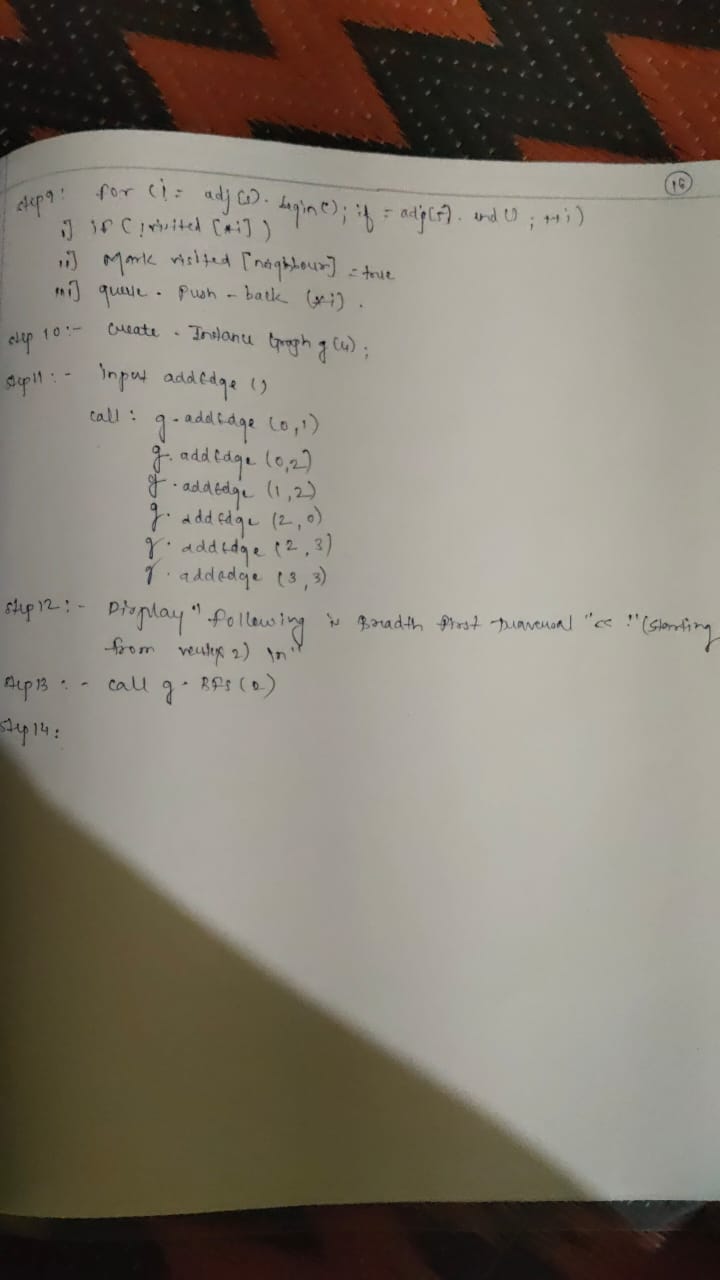 16
step 9: for (i = adj[s].begin(); i != adj[s].end(); ++i)
i] if (!visited [*i])
ii] Mark visited [neighbour] = true
iii] queue. push-back (*i).
step 10:- Create - Instance Graph g(4);
Step 11:- input addEdge ()
call: g.addEdge (0,1)
g.addEdge (0,2)
g.addEdge (1,2)
g.addEdge (2,0)
g.addEdge (2,3)
g.addedge (3,3)
step 12:- Display " following is Breadth First Traversal "<< "(starting
from vertex 2) \n"
Step 13:- call g.BFS(2)
Step 14: